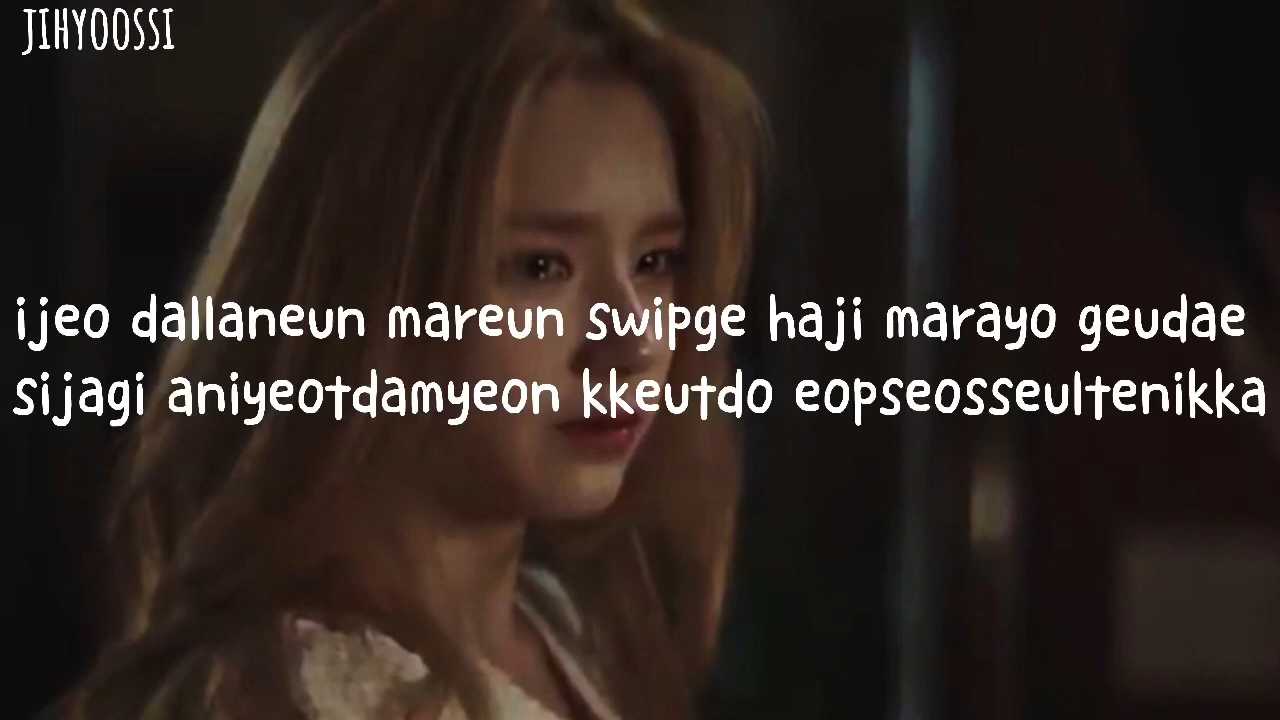 JIHYOOSSI
ijeo dallaneun mareun swipge haji marayo geudae
sijagi aniyeotdamyeon kkeutdo eopseosseultenikka